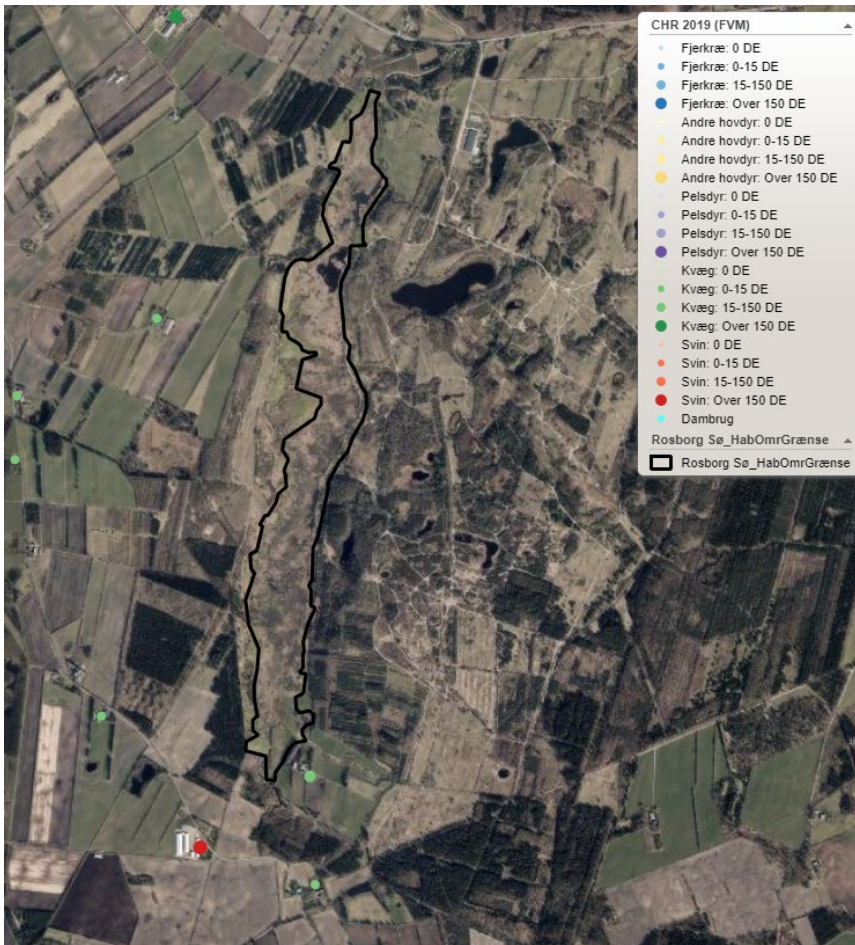 CHR 2019 (FVM)
Fjerkræ: 0 DE
Fjerkræ: 0-15 DE
Fjerkræ: 15-150 DE
Fjerkræ: Over 150 DE
Andre hovdyr: 0 DE
Andre hovdyr: 0-15 DE
Andre hovdyr: 15-150 DE
Andre hovdyr: Over 150 DE
Pelsdyr: 0 DE
Pelsdyr: 0-15 DE
Pelsdyr: 15-150 DE
Pelsdyr: Over 150 DE
Kvæg: 0 DE
Kvæg: 0-15 DE
Kvæg: 15-150 DE
Kvæg: Over 150 DE
Svin: 0 DE
Svin: 0-15 DE
Svin: 15-150 DE
Svin: Over 150 DE
Dambrug
Rosborg Sø_HabOmrGrænse
Rosborg Sø_HabOmrGrænse